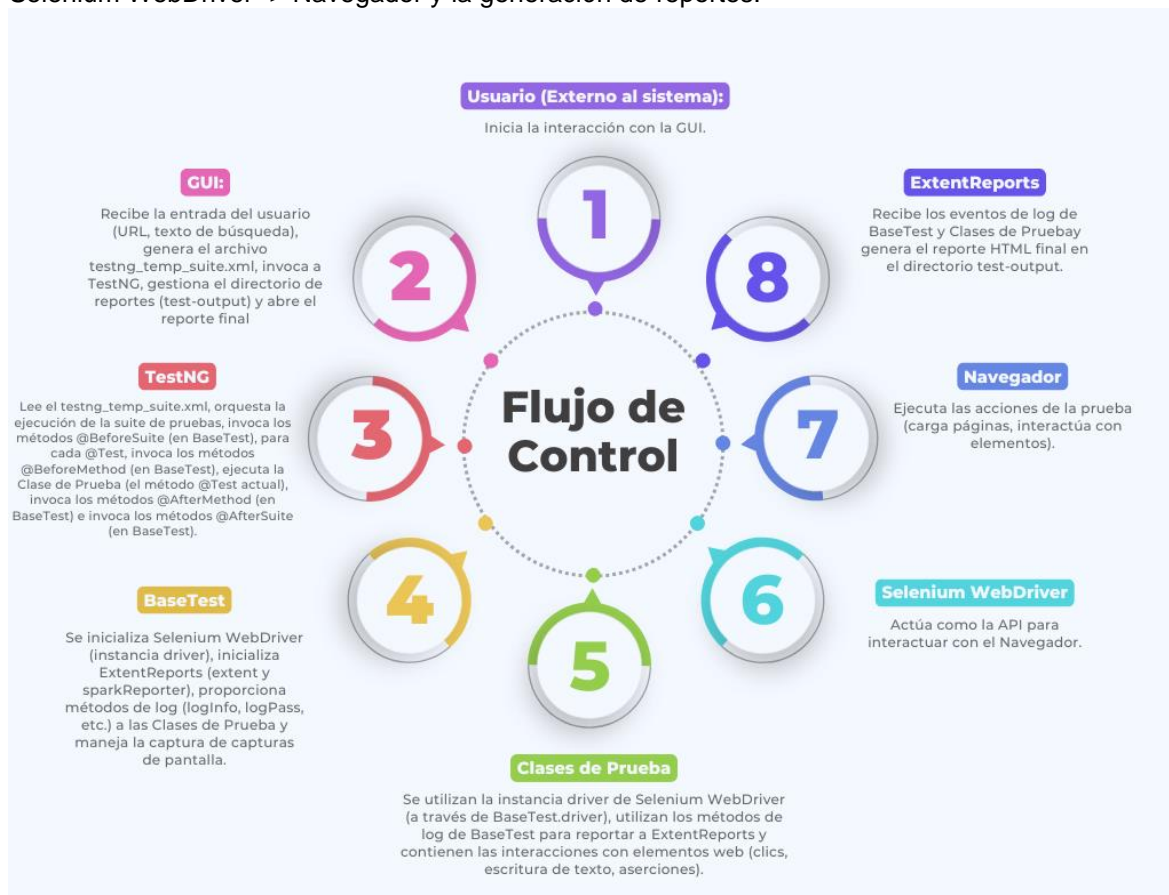 Selenium WebDriver -> Navegador y la generación de reportes.
Usuario (Externo al sistema):
Inicia la interacción con la GUI.
1
GUI:
Recibe la entrada del usuario
(URL, texto de búsqueda),
genera el archivo
testng_temp_suite.xml, invoca a
TestNG, gestiona el directorio de
reportes (test-output) y abre el
reporte final
2
TestNG
Lee el testng_temp_suite.xml, orquesta la
ejecución de la suite de pruebas, invoca los
métodos @BeforeSuite (en BaseTest), para
cada @Test, invoca los métodos
@BeforeMethod (en BaseTest), ejecuta la
Clase de Prueba (el método @Test actual),
invoca los métodos @AfterMethod (en
BaseTest) e invoca los métodos @AfterSuite
(en BaseTest).
3
BaseTest
Se inicializa Selenium WebDriver
(instancia driver), inicializa
ExtentReports (extent y
sparkReporter), proporciona
métodos de log (logInfo, logPass,
etc.) a las Clases de Prueba y
maneja la captura de capturas
de pantalla.
4
Flujo de
Control
5
Clases de Prueba
Se utilizan la instancia driver de Selenium WebDriver
(a través de BaseTest.driver), utilizan los métodos de
log de BaseTest para reportar a ExtentReports y
contienen las interacciones con elementos web (clics,
escritura de texto, aserciones).
6
Selenium WebDriver
Actúa como la API para
interactuar con el Navegador.
7
Navegador
Ejecuta las acciones de la prueba
(carga páginas, interactúa con
elementos).
8
ExtentReports
Recibe los eventos de log de
BaseTest y Clases de Pruebay
genera el reporte HTML final en
el directorio test-output.